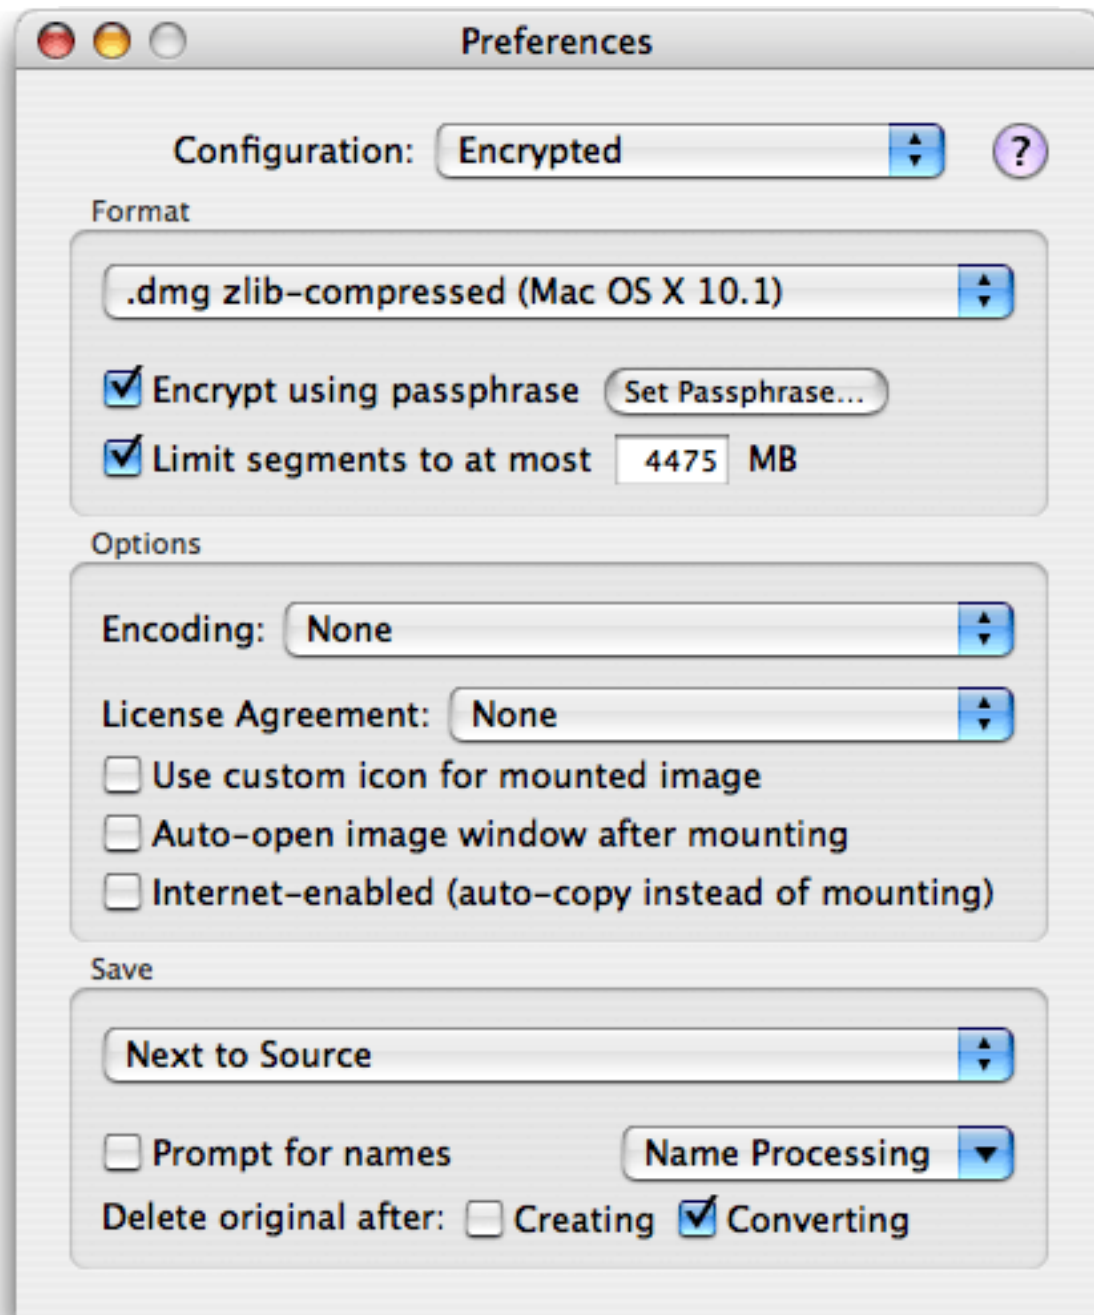 Preferences
Configuration: Encrypted ?
Format
.dmg zlib-compressed (Mac OS X 10.1)
Encrypt using passphrase Set Passphrase...
Limit segments to at most 4475 MB
Options
Encoding: None
License Agreement: None
Use custom icon for mounted image
Auto-open image window after mounting
Internet-enabled (auto-copy instead of mounting)
Save
Next to Source
Prompt for names Name Processing
Delete original after: Creating Converting